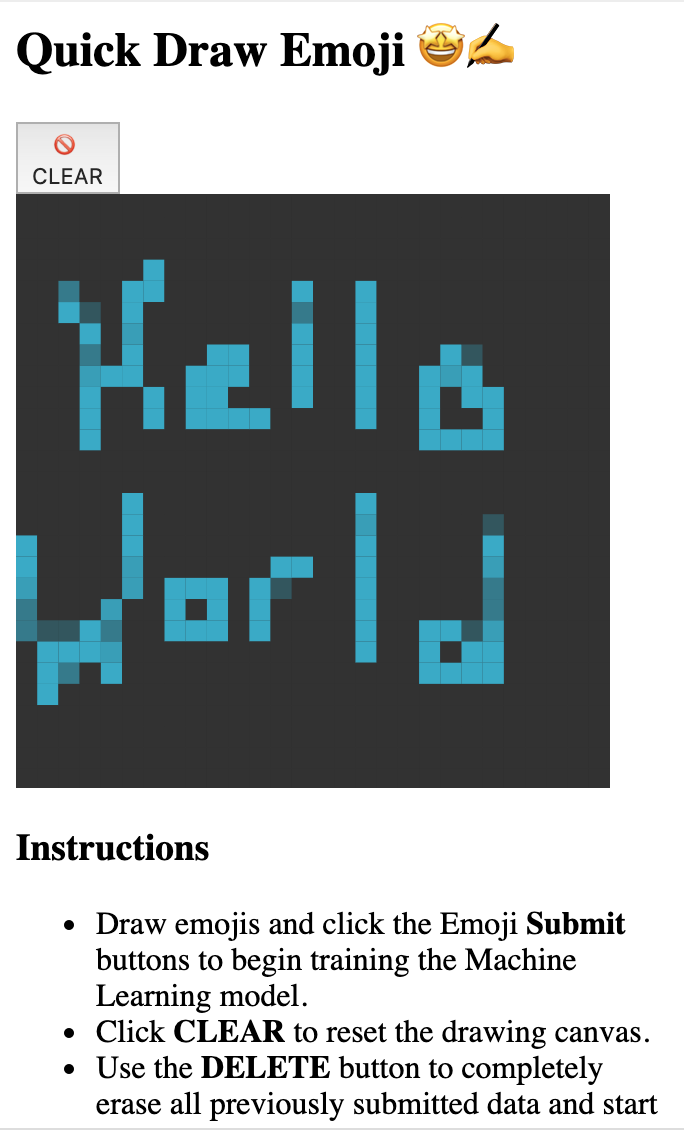 Quick Draw Emoji 🤩✍️
🚫
CLEAR
Hello
World
Instructions
• Draw emojis and click the Emoji Submit
buttons to begin training the Machine
Learning model.
• Click CLEAR to reset the drawing canvas.
• Use the DELETE button to completely
erase all previously submitted data and start